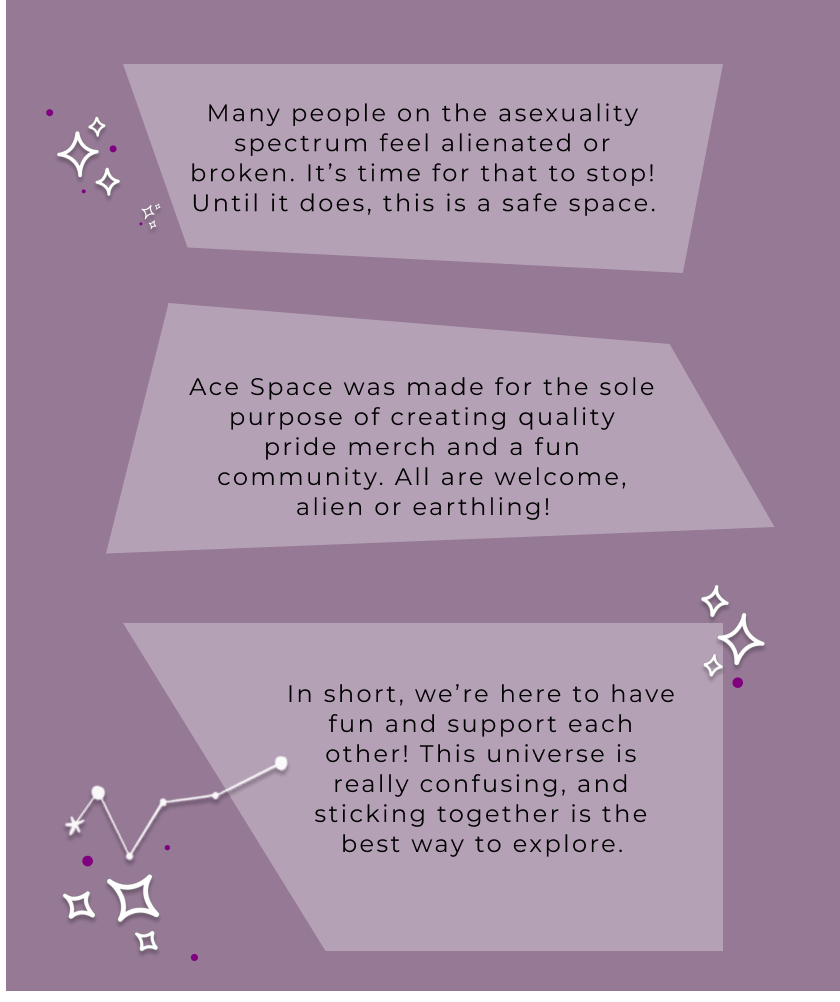 Many people on the asexuality
spectrum feel alienated or
broken. It’s time for that to stop!
Until it does, this is a safe space.
Ace Space was made for the sole
purpose of creating quality
pride merch and a fun
community. All are welcome,
alien or earthling!
In short, we’re here to have
fun and support each
other! This universe is
really confusing, and
sticking together is the
best way to explore.